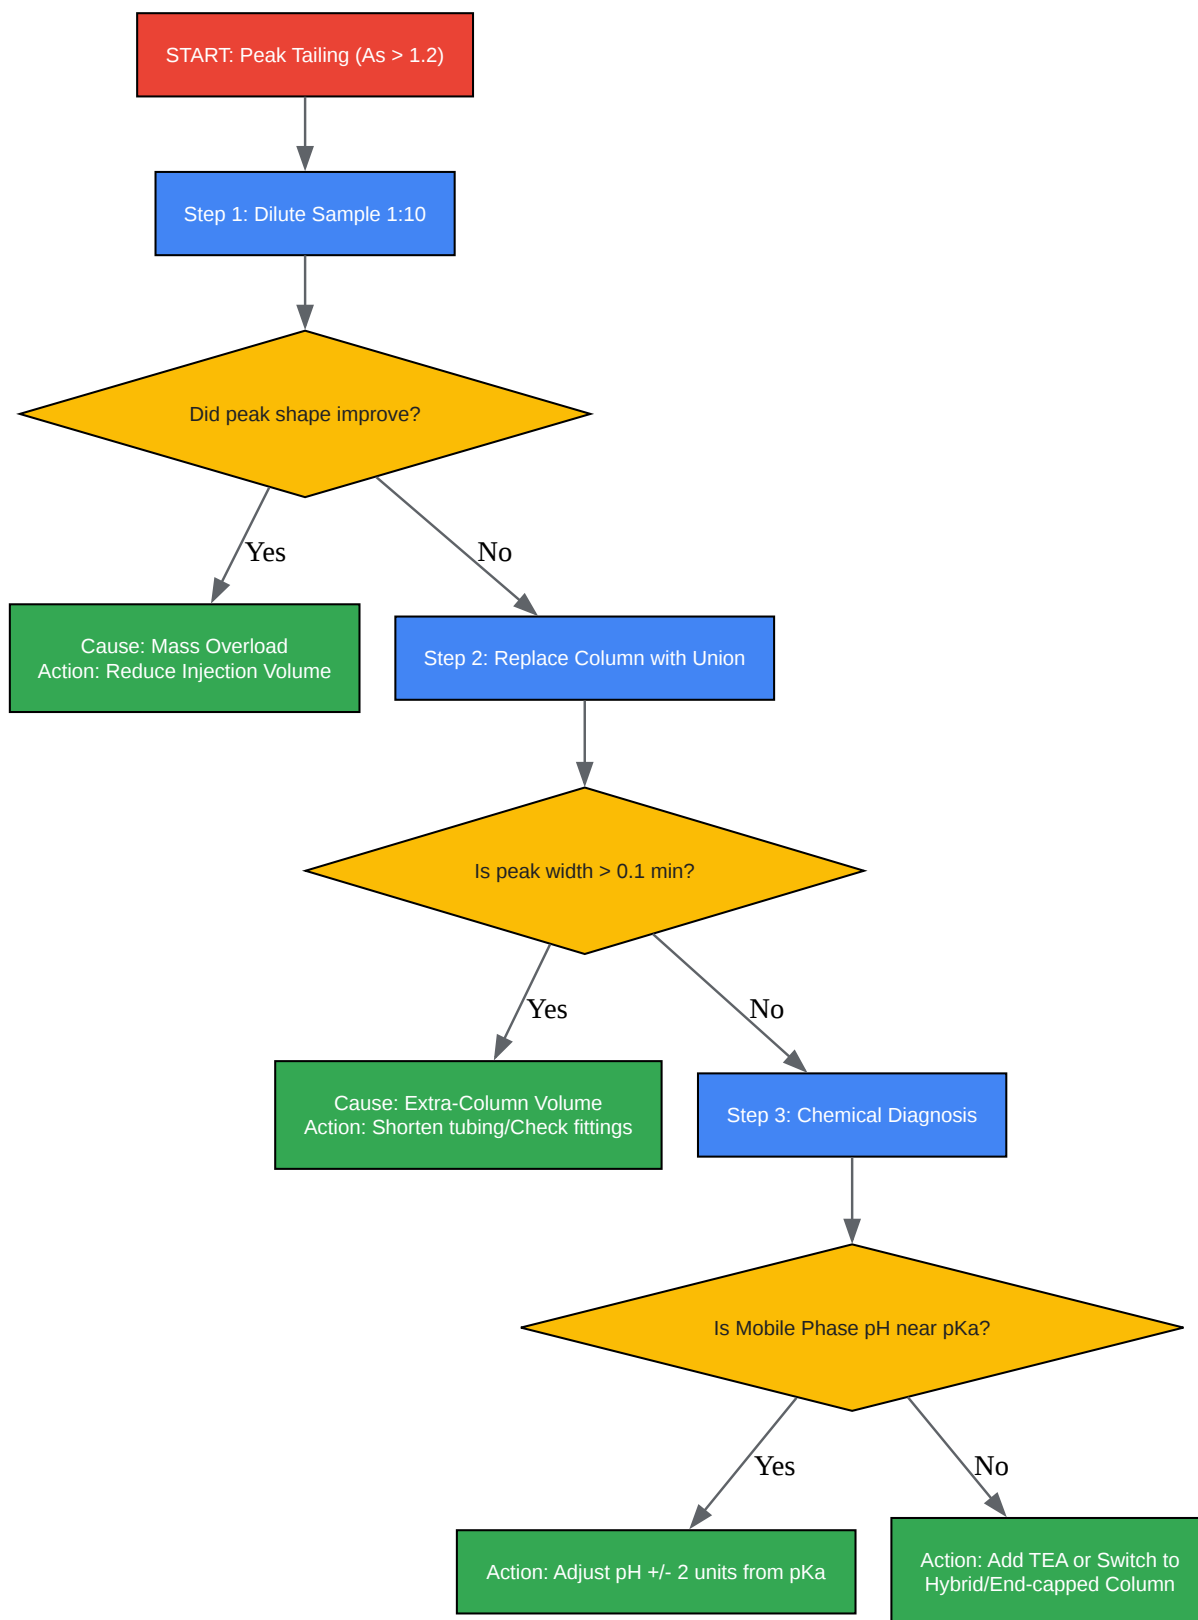 START: Peak Tailing (As > 1.2)
Step 1: Dilute Sample 1:10
Did peak shape improve?
Yes
No
Cause: Mass Overload
Action: Reduce Injection Volume
Step 2: Replace Column with Union
Is peak width > 0.1 min?
Yes
No
Cause: Extra-Column Volume
Action: Shorten tubing/Check fittings
Step 3: Chemical Diagnosis
Is Mobile Phase pH near pKa?
Yes
No
Action: Adjust pH +/- 2 units from pKa
Action: Add TEA or Switch to
Hybrid/End-capped Column